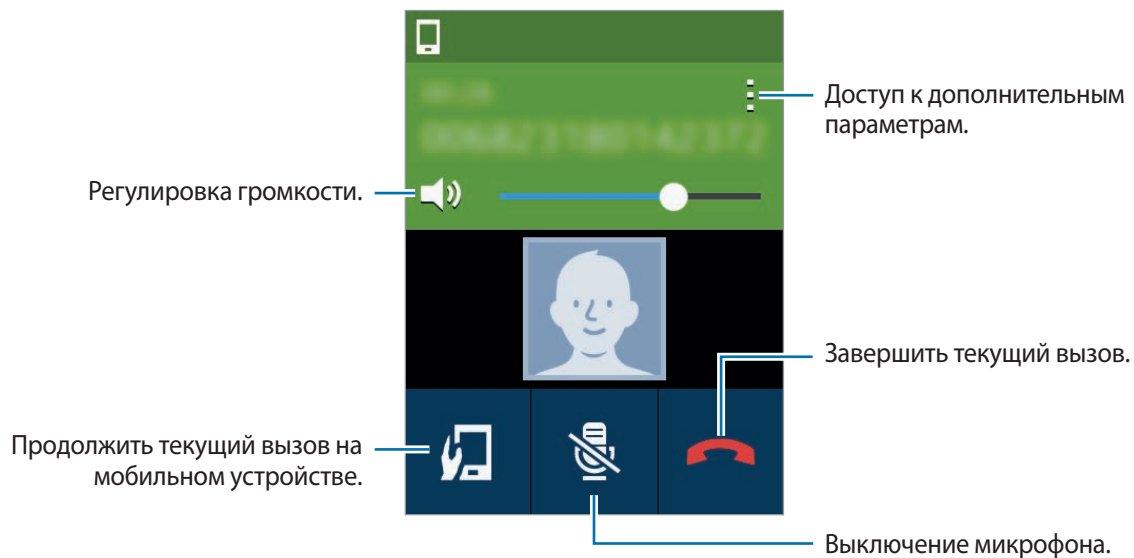 Доступ к дополнительным
параметрам.
Регулировка громкости.
Завершить текущий вызов.
Продолжить текущий вызов на
мобильном устройстве.
Выключение микрофона.